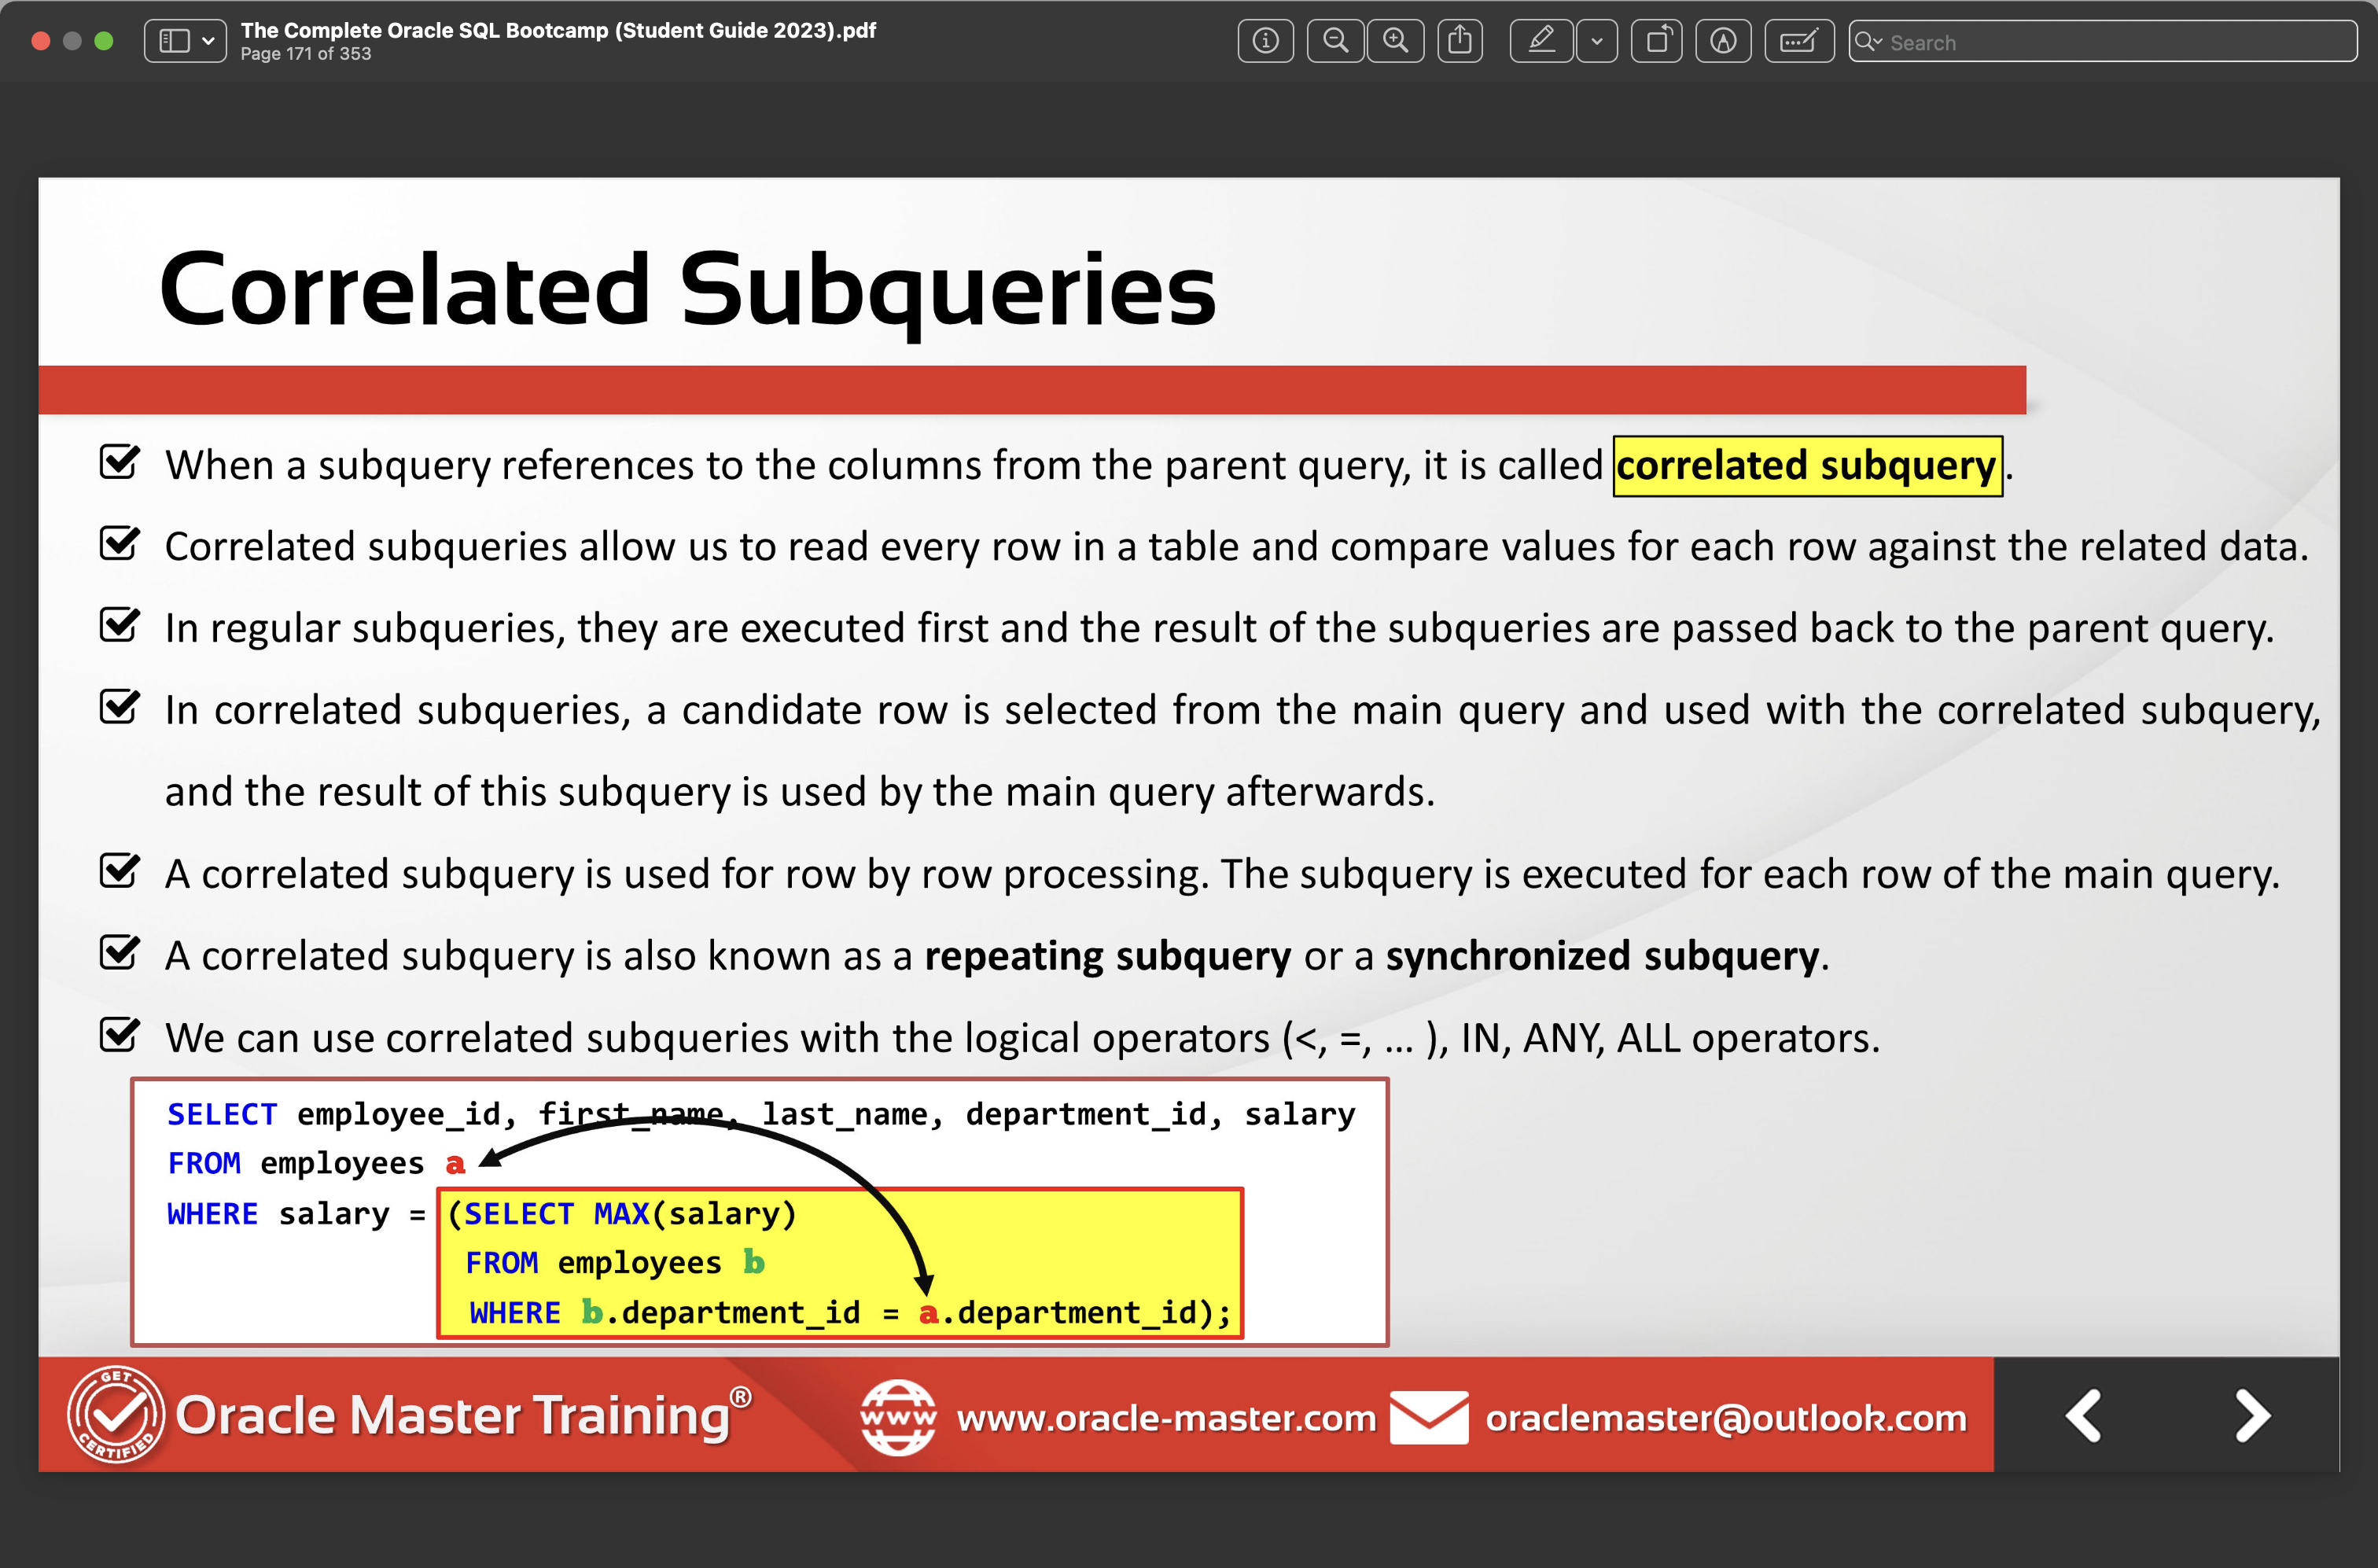 The Complete Oracle SQL Bootcamp (Student Guide 2023).pdf
Page 171 of 353
Search
Correlated Subqueries
When a subquery references to the columns from the parent query, it is called correlated subquery.
Correlated subqueries allow us to read every row in a table and compare values for each row against the related data.
In regular subqueries, they are executed first and the result of the subqueries are passed back to the parent query.
In correlated subqueries, a candidate row is selected from the main query and used with the correlated subquery,
and the result of this subquery is used by the main query afterwards.
A correlated subquery is used for row by row processing. The subquery is executed for each row of the main query.
A correlated subquery is also known as a repeating subquery or a synchronized subquery.
We can use correlated subqueries with the logical operators (<, =, ... ), IN, ANY, ALL operators.
SELECT employee_id, first_name, last_name, department_id, salary
FROM employees a
WHERE salary = (SELECT MAX(salary)
FROM employees b
WHERE b.department_id = a.department_id);
GET CERTIFIED
Oracle Master Training®
www
www.oracle-master.com
oraclemaster@outlook.com